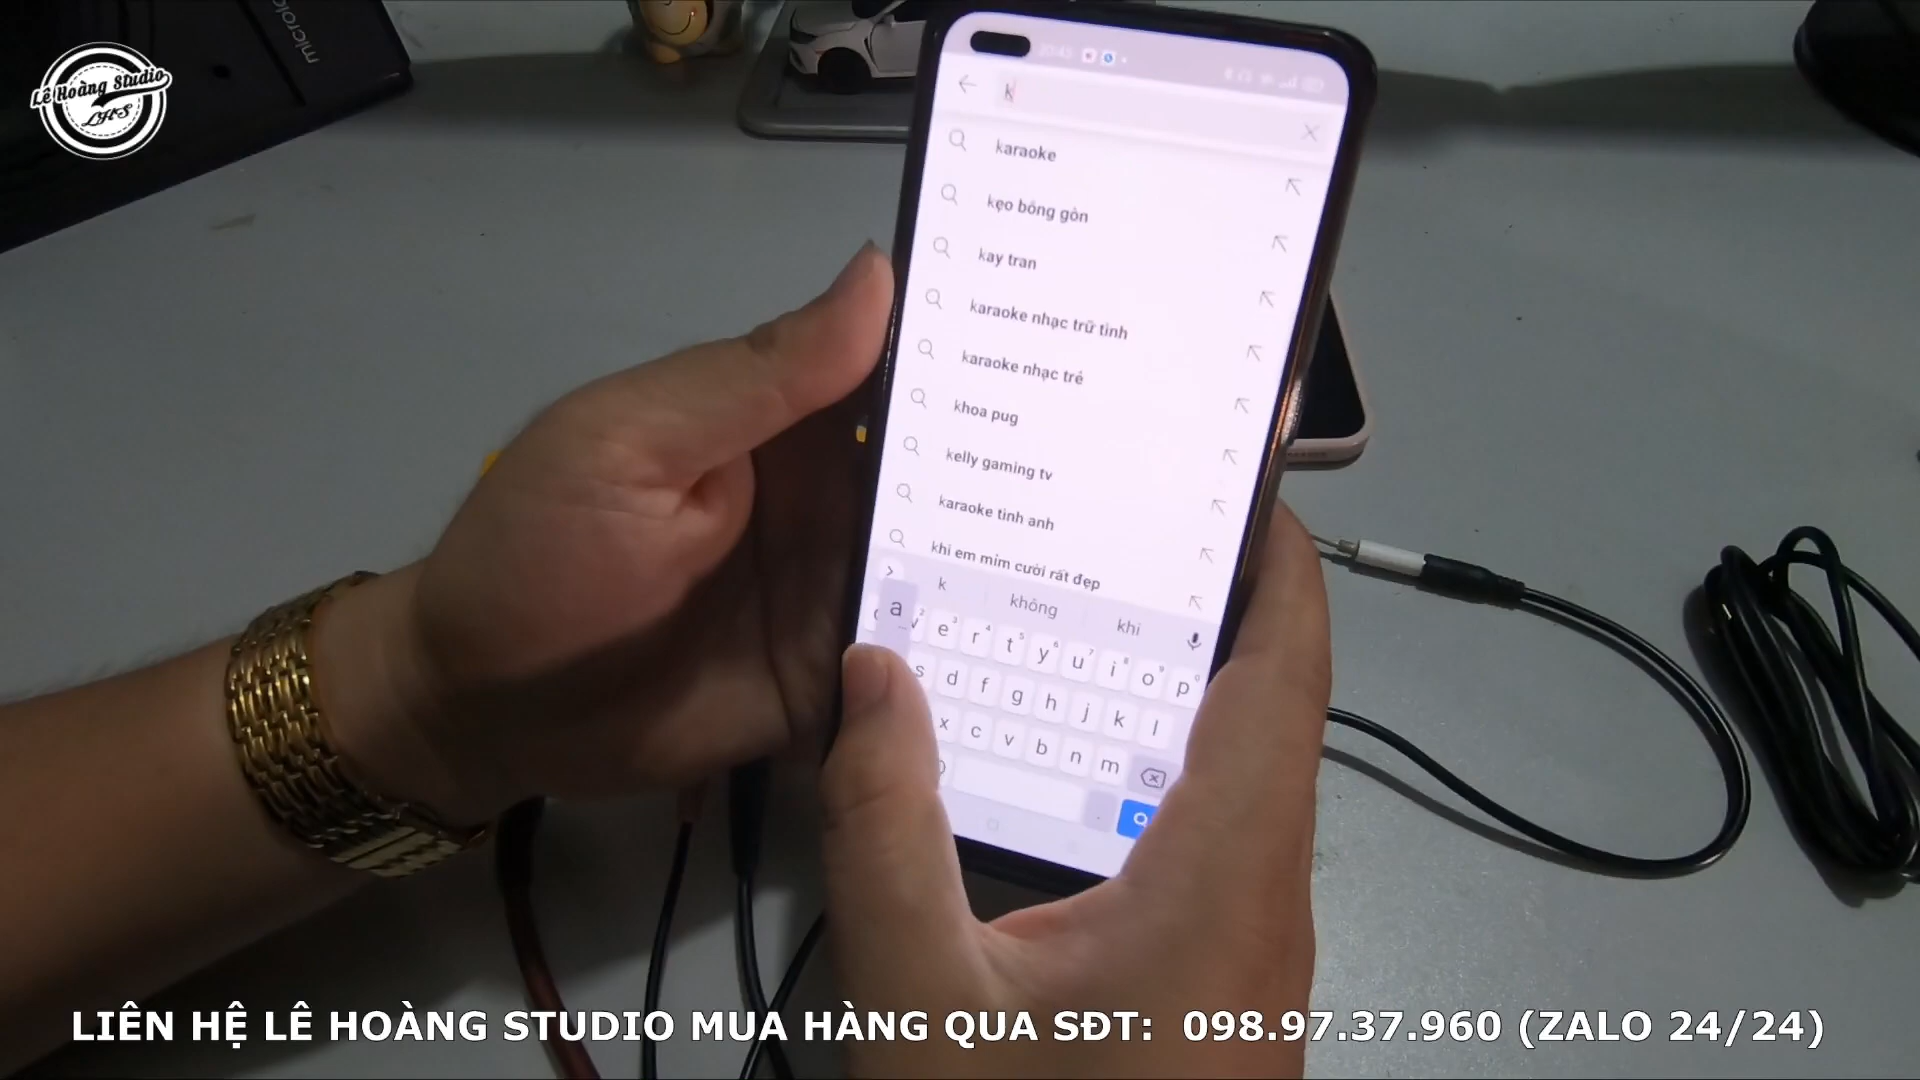 microlab
Lê Hoàng Studio
LHS
k
karaoke
kẹo bông gòn
kay tran
karaoke nhạc trữ tình
karaoke nhạc trẻ
khoa pug
kelly gaming tv
karaoke tình anh
khi em mỉm cười rất đẹp
k không khi
a e r t y u i o p
s d f g h j k l
x c v b n m
LIÊN HỆ LÊ HOÀNG STUDIO MUA HÀNG QUA SĐT: 098.97.37.960 (ZALO 24/24)